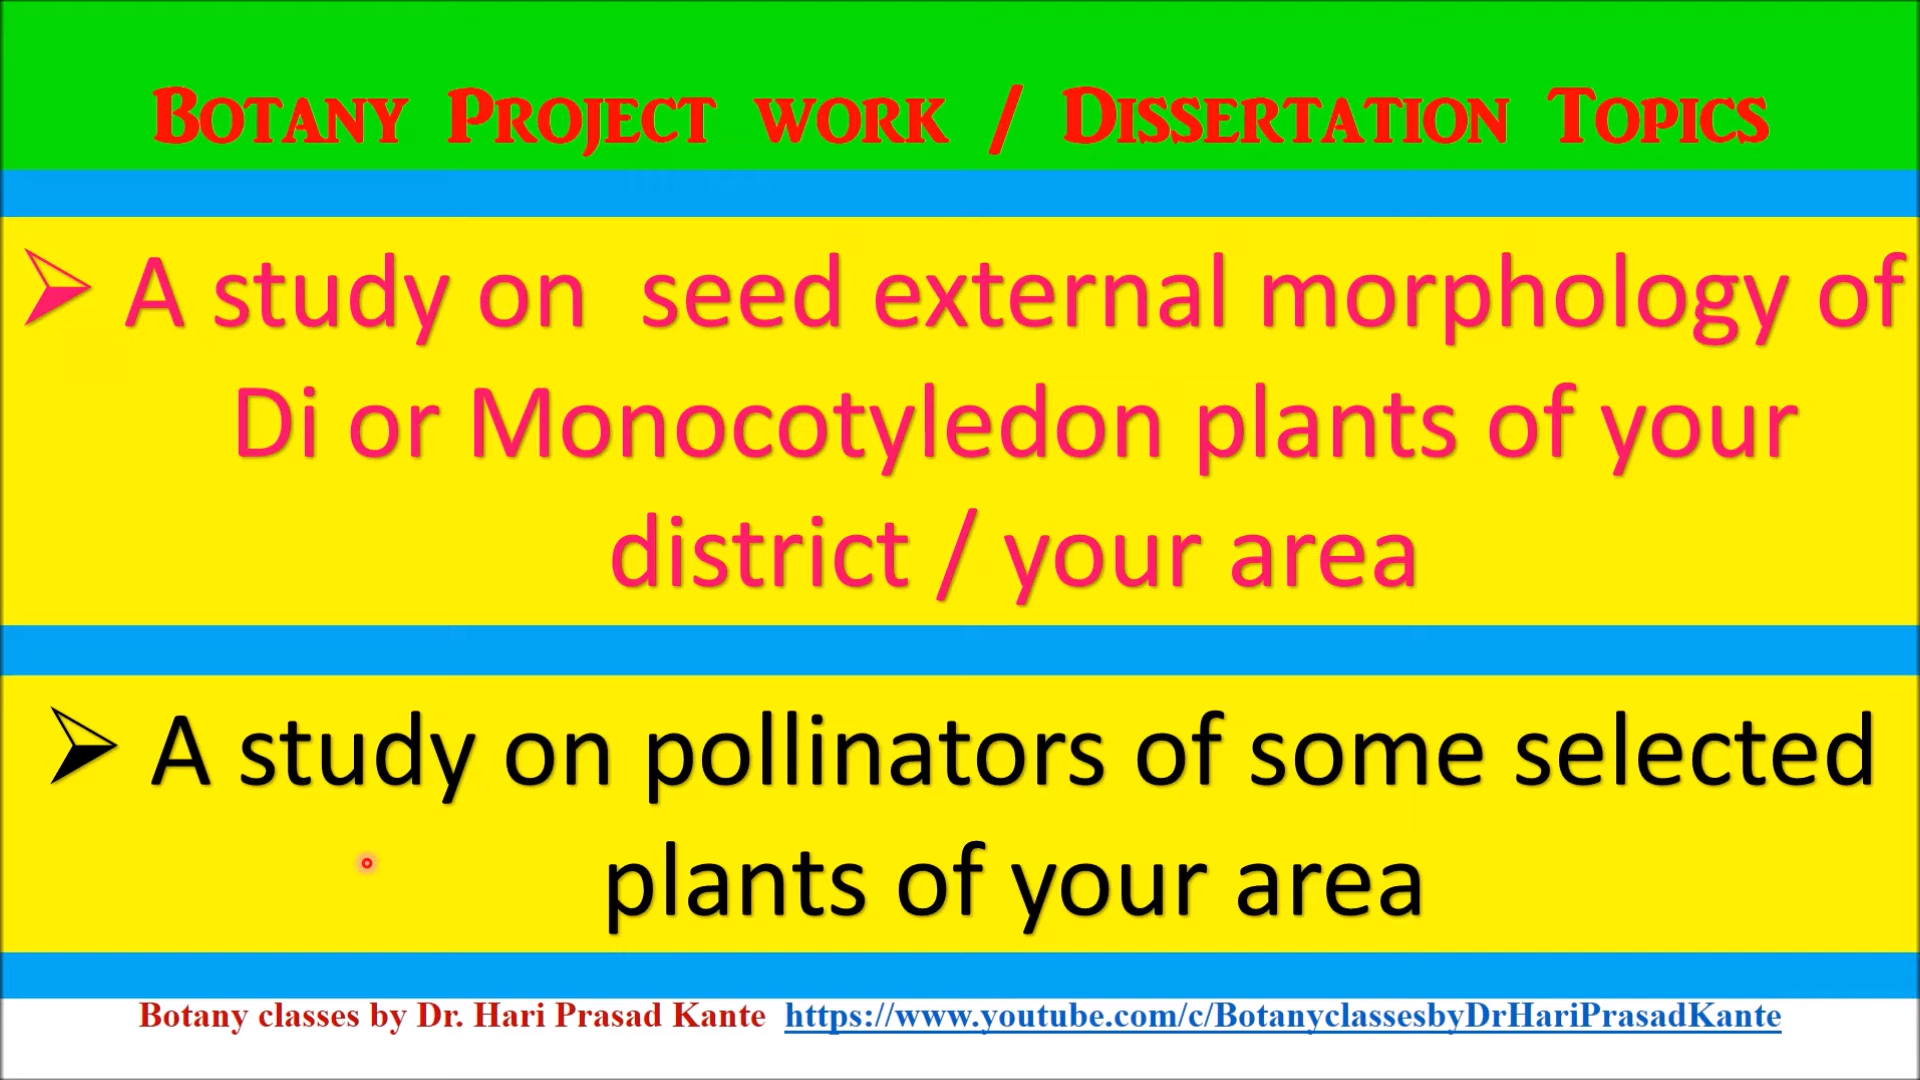 Botany Project work / Dissertation Topics
➢ A study on seed external morphology of
Di or Monocotyledon plants of your
district / your area
➢ A study on pollinators of some selected
plants of your area
Botany classes by Dr. Hari Prasad Kante https://www.youtube.com/c/BotanyclassesbyDrHariPrasadKante